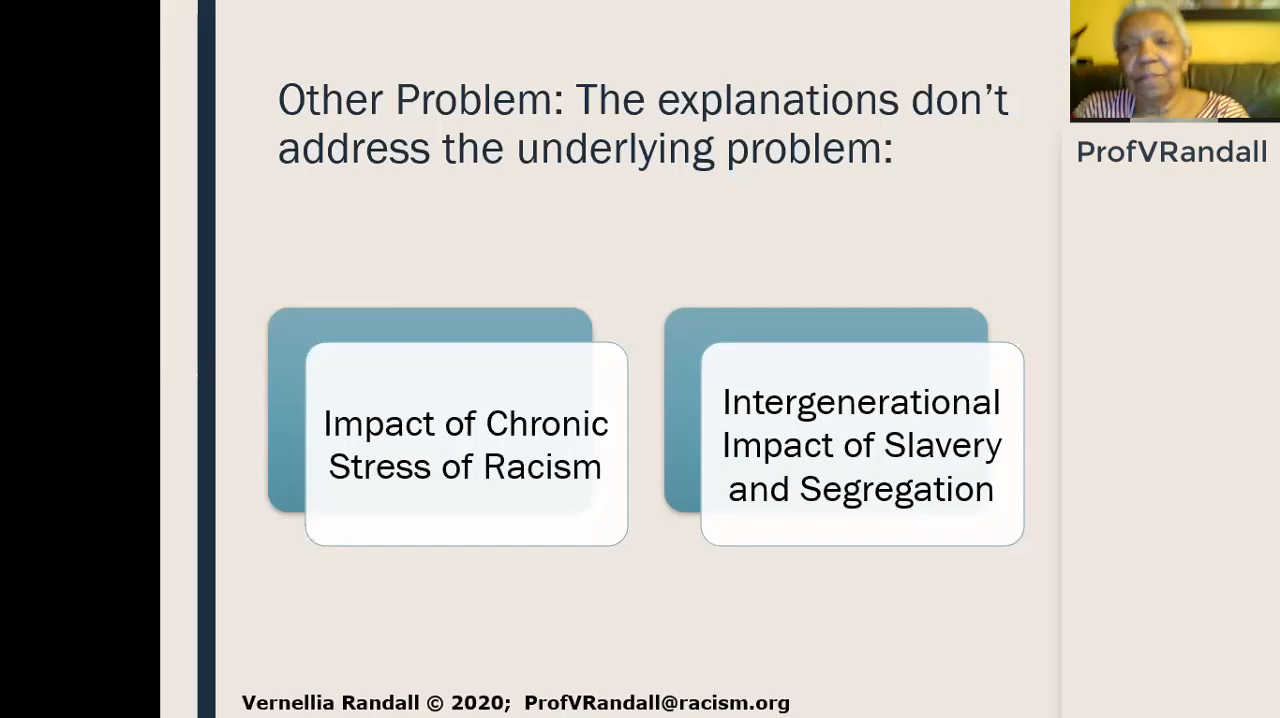 Other Problem: The explanations don’t
address the underlying problem:
ProfVRandall
Impact of Chronic
Stress of Racism
Intergenerational
Impact of Slavery
and Segregation
Vernellia Randall © 2020;  ProfVRandall@racism.org